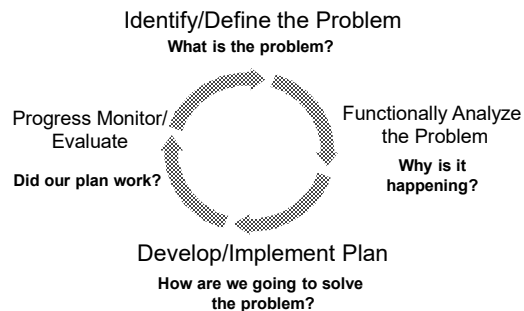 Identify/Define the Problem
What is the problem?
Functionally Analyze
the Problem
Why is it
happening?
Develop/Implement Plan
How are we going to solve
the problem?
Progress Monitor/
Evaluate
Did our plan work?